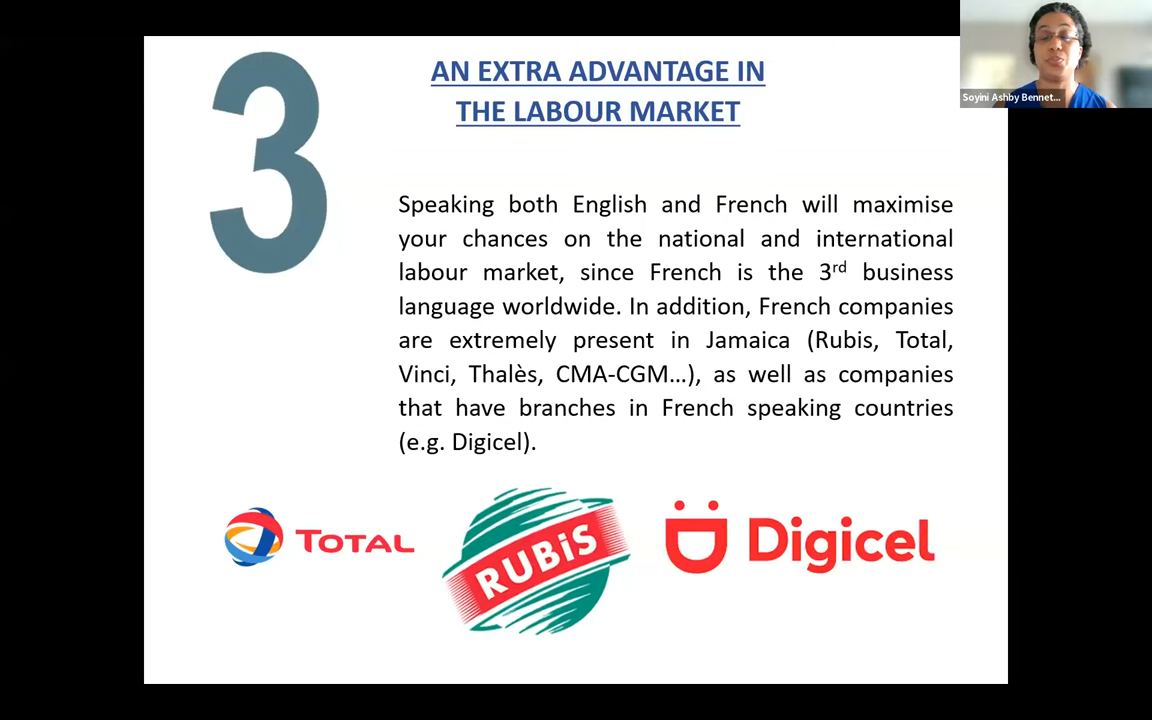 3
AN EXTRA ADVANTAGE IN
THE LABOUR MARKET
Soyini Ashby Bennet...
Speaking both English and French will maximise
your chances on the national and international
labour market, since French is the 3rd business
language worldwide. In addition, French companies
are extremely present in Jamaica (Rubis, Total,
Vinci, Thalès, CMA-CGM...), as well as companies
that have branches in French speaking countries
(e.g. Digicel).
TOTAL
RUBiS
Digicel